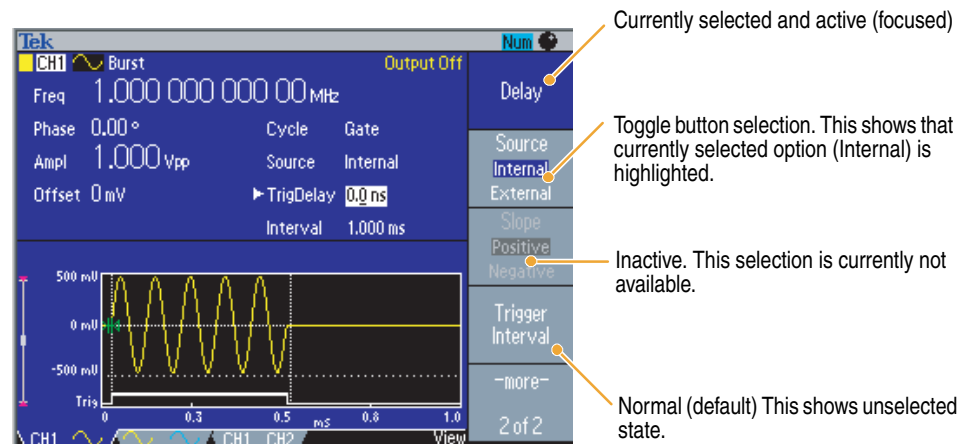 Tek
Num
CH1 Burst
Output Off
Freq 1.000 000 000 00 MHz
Phase 0.00 °
Cycle Gate
Ampl 1.000 Vpp
Source Internal
Offset 0 mV
TrigDelay 0.0 ns
Interval 1.000 ms
500 mV
0 mV
-500 mV
Trig
0 0.3 0.5 ms 0.8 1.0
CH1 CH1 CH2 View
Delay
Source
Internal
External
Slope
Positive
Negative
Trigger
Interval
-more-
2 of 2
Currently selected and active (focused)
Toggle button selection. This shows that
currently selected option (Internal) is
highlighted.
Inactive. This selection is currently not
available.
Normal (default) This shows unselected
state.